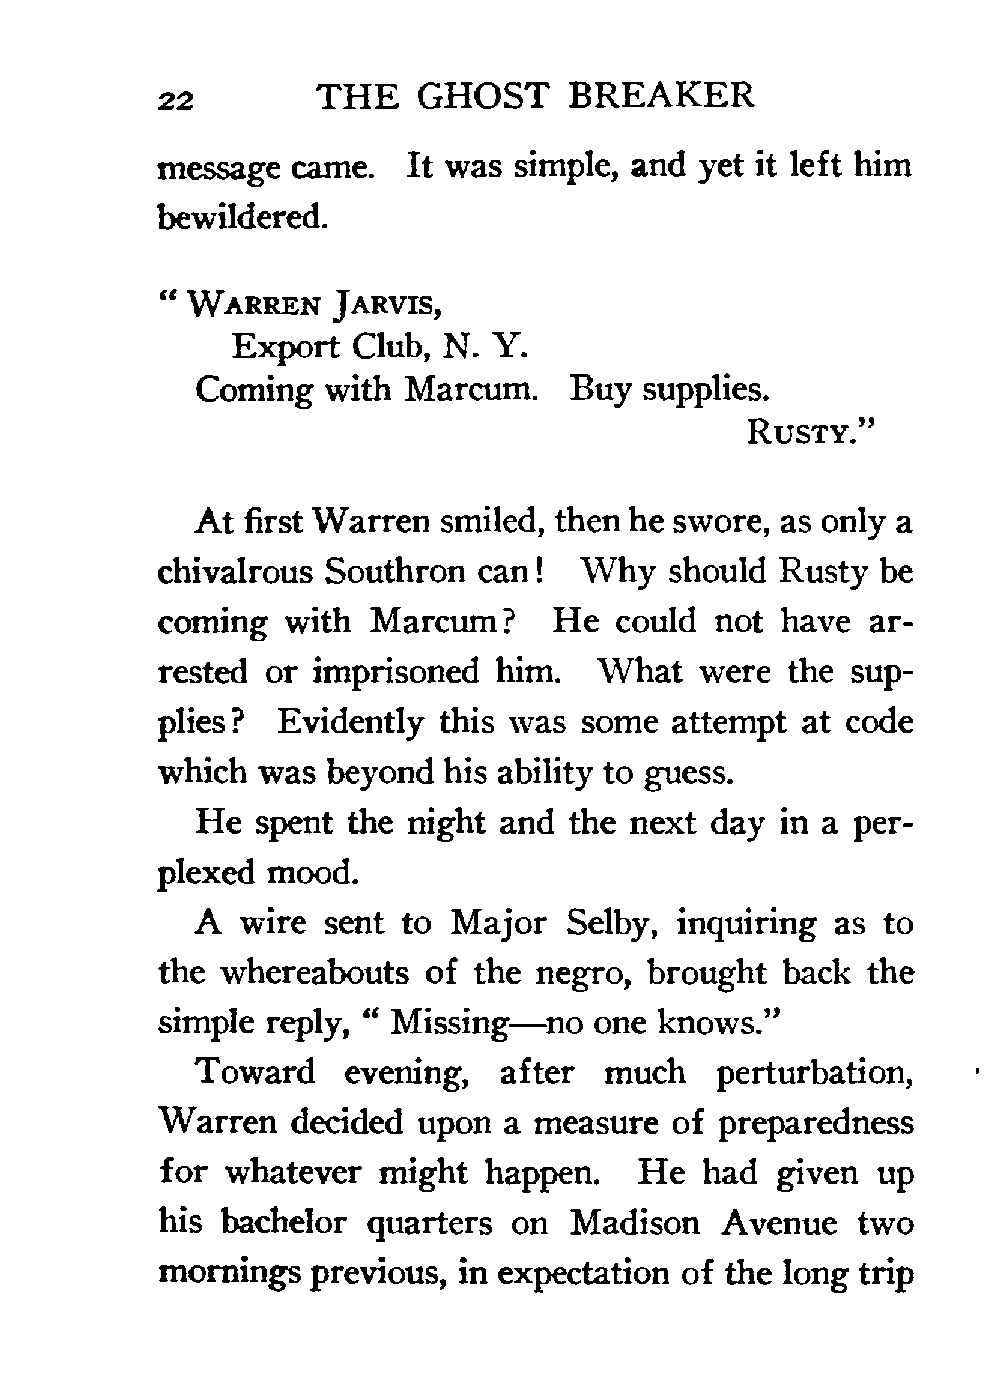 22 THE GHOST BREAKER
message came. It was simple, and yet it left him
bewildered.
“ WARREN JARVIS,
Export Club, N. Y.
Coming with Marcum. Buy supplies.
RUSTY.”
At first Warren smiled, then he swore, as only a
chivalrous Southron can! Why should Rusty be
coming with Marcum? He could not have ar-
rested or imprisoned him. What were the sup-
plies? Evidently this was some attempt at code
which was beyond his ability to guess.
He spent the night and the next day in a per-
plexed mood.
A wire sent to Major Selby, inquiring as to
the whereabouts of the negro, brought back the
simple reply, “ Missing—no one knows.”
Toward evening, after much perturbation,
Warren decided upon a measure of preparedness
for whatever might happen. He had given up
his bachelor quarters on Madison Avenue two
mornings previous, in expectation of the long trip